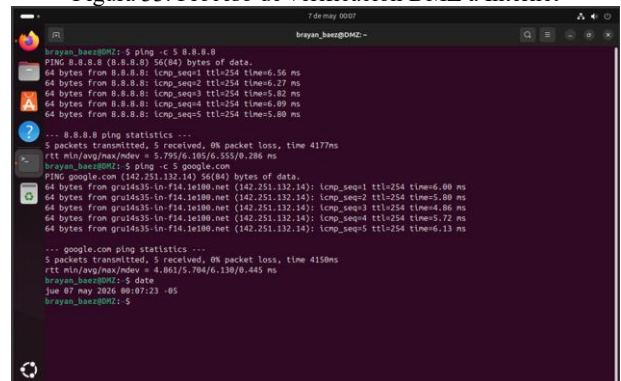 7 de may 00:07
brayan_baez@DMZ: ~
brayan_baez@DMZ:~$ ping -c 5 8.8.8.8
PING 8.8.8.8 (8.8.8.8) 56(84) bytes of data.
64 bytes from 8.8.8.8: icmp_seq=1 ttl=254 time=6.56 ms
64 bytes from 8.8.8.8: icmp_seq=2 ttl=254 time=6.27 ms
64 bytes from 8.8.8.8: icmp_seq=3 ttl=254 time=5.82 ms
64 bytes from 8.8.8.8: icmp_seq=4 ttl=254 time=6.09 ms
64 bytes from 8.8.8.8: icmp_seq=5 ttl=254 time=5.80 ms
--- 8.8.8.8 ping statistics ---
5 packets transmitted, 5 received, 0% packet loss, time 4177ms
rtt min/avg/max/mdev = 5.795/6.105/6.555/0.286 ms
brayan_baez@DMZ:~$ ping -c 5 google.com
PING google.com (142.251.132.14) 56(84) bytes of data.
64 bytes from gru14s35-in-f14.1e100.net (142.251.132.14): icmp_seq=1 ttl=254 time=6.00 ms
64 bytes from gru14s35-in-f14.1e100.net (142.251.132.14): icmp_seq=2 ttl=254 time=5.80 ms
64 bytes from gru14s35-in-f14.1e100.net (142.251.132.14): icmp_seq=3 ttl=254 time=4.86 ms
64 bytes from gru14s35-in-f14.1e100.net (142.251.132.14): icmp_seq=4 ttl=254 time=5.72 ms
64 bytes from gru14s35-in-f14.1e100.net (142.251.132.14): icmp_seq=5 ttl=254 time=6.13 ms
--- google.com ping statistics ---
5 packets transmitted, 5 received, 0% packet loss, time 4150ms
rtt min/avg/max/mdev = 4.861/5.704/6.130/0.445 ms
brayan_baez@DMZ:~$ date
jue 07 may 2026 00:07:23 -05
brayan_baez@DMZ:~$